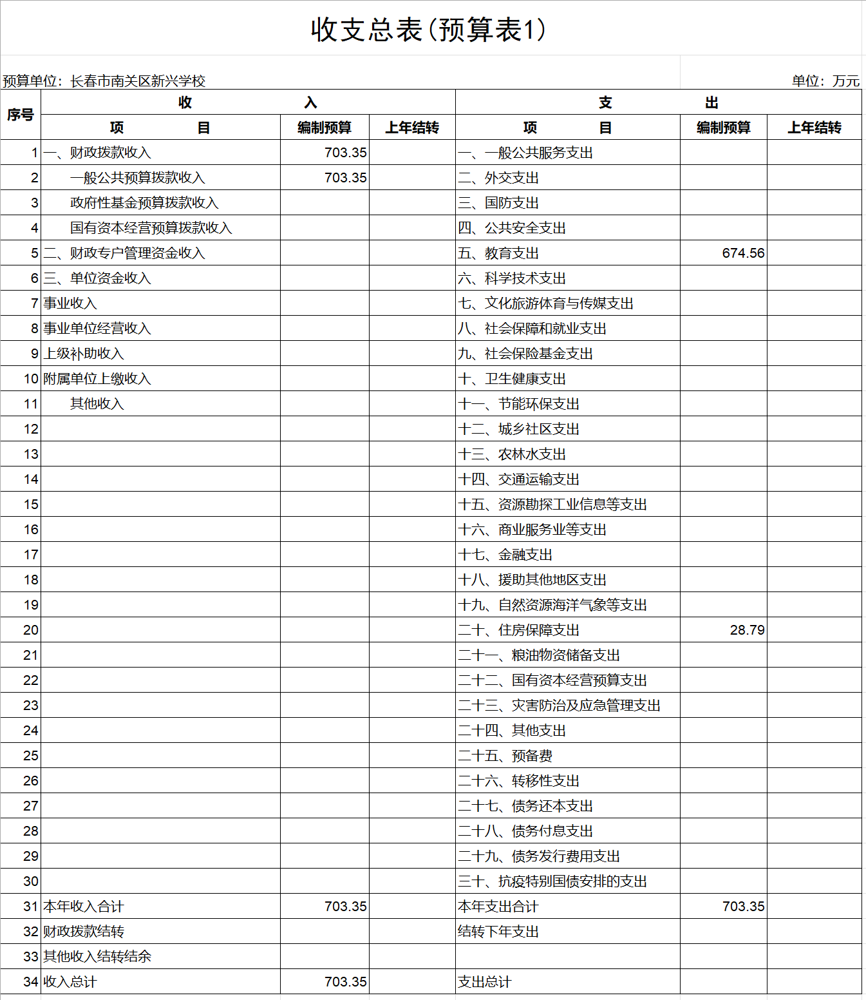 收支总表(预算表1)
预算单位：长春市南关区新兴学校 单位：万元
序号 收 入 支 出
项 目 编制预算 上年结转 项 目 编制预算 上年结转
1 一、财政拨款收入 703.35 一、一般公共服务支出
2 一般公共预算拨款收入 703.35 二、外交支出
3 政府性基金预算拨款收入 三、国防支出
4 国有资本经营预算拨款收入 四、公共安全支出
5 二、财政专户管理资金收入 五、教育支出 674.56
6 三、单位资金收入 六、科学技术支出
7 事业收入 七、文化旅游体育与传媒支出
8 事业单位经营收入 八、社会保障和就业支出
9 上级补助收入 九、社会保险基金支出
10 附属单位上缴收入 十、卫生健康支出
11 其他收入 十一、节能环保支出
12 十二、城乡社区支出
13 十三、农林水支出
14 十四、交通运输支出
15 十五、资源勘探工业信息等支出
16 十六、商业服务业等支出
17 十七、金融支出
18 十八、援助其他地区支出
19 十九、自然资源海洋气象等支出
20 二十、住房保障支出 28.79
21 二十一、粮油物资储备支出
22 二十二、国有资本经营预算支出
23 二十三、灾害防治及应急管理支出
24 二十四、其他支出
25 二十五、预备费
26 二十六、转移性支出
27 二十七、债务还本支出
28 二十八、债务付息支出
29 二十九、债务发行费用支出
30 三十、抗疫特别国债安排的支出
31 本年收入合计 703.35 本年支出合计 703.35
32 财政拨款结转 结转下年支出
33 其他收入结转结余
34 收入总计 703.35 支出总计